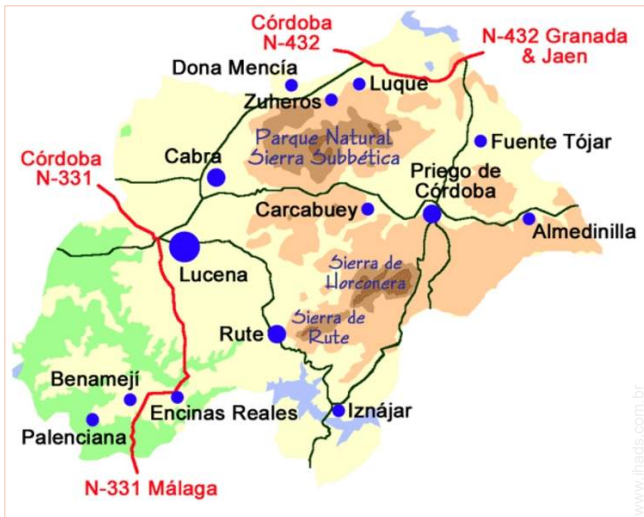 Córdoba
N-432
N-432 Granada
& Jaen
Dona Mencía
Luque
Zuheros
Parque Natural
Sierra Subbética
Fuente Tójar
Córdoba
N-331
Cabra
Priego de
Córdoba
Carcabuey
Almedinilla
Lucena
Sierra de
Horconera
Sierra de
Rute
Rute
Benamejí
Encinas Reales
Iznájar
Palenciana
N-331 Málaga
www.ihads.com.br